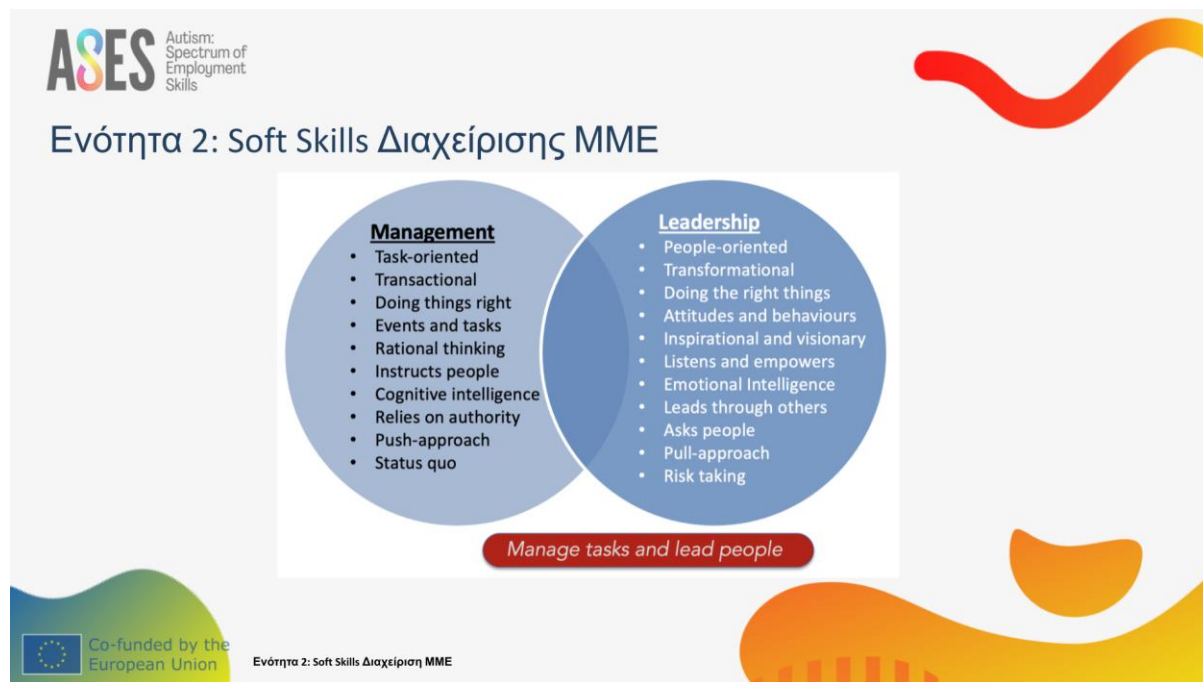 ASES
Autism:
Spectrum of
Employment
Skills
Ενότητα 2: Soft Skills Διαχείρισης ΜΜΕ
Management
• Task-oriented
• Transactional
• Doing things right
• Events and tasks
• Rational thinking
• Instructs people
• Cognitive intelligence
• Relies on authority
• Push-approach
• Status quo
Leadership
• People-oriented
• Transformational
• Doing the right things
• Attitudes and behaviours
• Inspirational and visionary
• Listens and empowers
• Emotional Intelligence
• Leads through others
• Asks people
• Pull-approach
• Risk taking
Manage tasks and lead people
Co-funded by the
European Union
Ενότητα 2: Soft Skills Διαχείριση ΜΜΕ